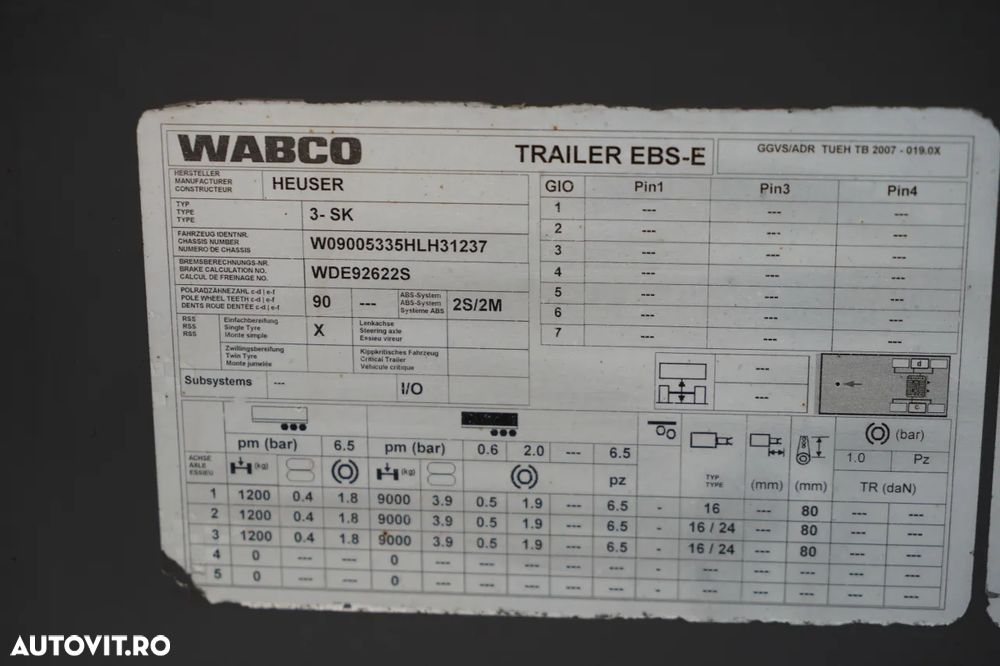 WABCO TRAILER EBS-E GGVS/ADR TUEH TB 2007 - 019.0X
HERSTELLER
MANUFACTURER
CONSTRUCTEUR
HEUSER
TYP
TYPE
TYPE
3- SK
FAHRZEUG IDENTNR.
CHASSIS NUMBER
NUMERO DE CHASSIS
W09005335HLH31237
BREMSBERECHNUNGS-NR.
BRAKE CALCULATION NO.
CALCUL DE FREINAGE NO.
WDE92622S
POLRADZÄHNEZAHL c-d | e-f
POLE WHEEL TEETH c-d | e-f
DENTS ROUE DENTEE c-d | e-f
90 ---
ABS-System
ABS-System
Système ABS
2S/2M
RSS
RSS
RSS
Einfachbereifung
Single Tyre
Monte simple
X
Lenkachse
Steering axle
Essieu vireur
Zwillingsbereifung
Twin Tyre
Monte jumelée
Kippkritisches Fahrzeug
Critical Trailer
Véhicule critique
Subsystems --- I/O
GIO Pin1 Pin3 Pin4
1 --- --- ---
2 --- --- ---
3 --- --- ---
4 --- --- ---
5 --- --- ---
6 --- --- ---
7 --- --- ---
---
---
d
c
pm (bar) 6.5 pm (bar) 0.6 2.0 --- 6.5 (bar)
1.0 Pz
ACHSE
AXLE
ESSIEU
(kg) (kg) pz
TYP
TYPE
(mm) (mm) TR (daN)
1 1200 0.4 1.8 9000 3.9 0.5 1.9 --- 6.5 - 16 --- 80 --- ---
2 1200 0.4 1.8 9000 3.9 0.5 1.9 --- 6.5 - 16 / 24 --- 80 --- ---
3 1200 0.4 1.8 9000 3.9 0.5 1.9 --- 6.5 - 16 / 24 --- 80 --- ---
4 0 --- --- 0 --- --- --- --- --- - --- --- --- --- ---
5 0 --- --- 0 --- --- --- --- --- - --- --- --- --- ---
AUTOVIT.RO